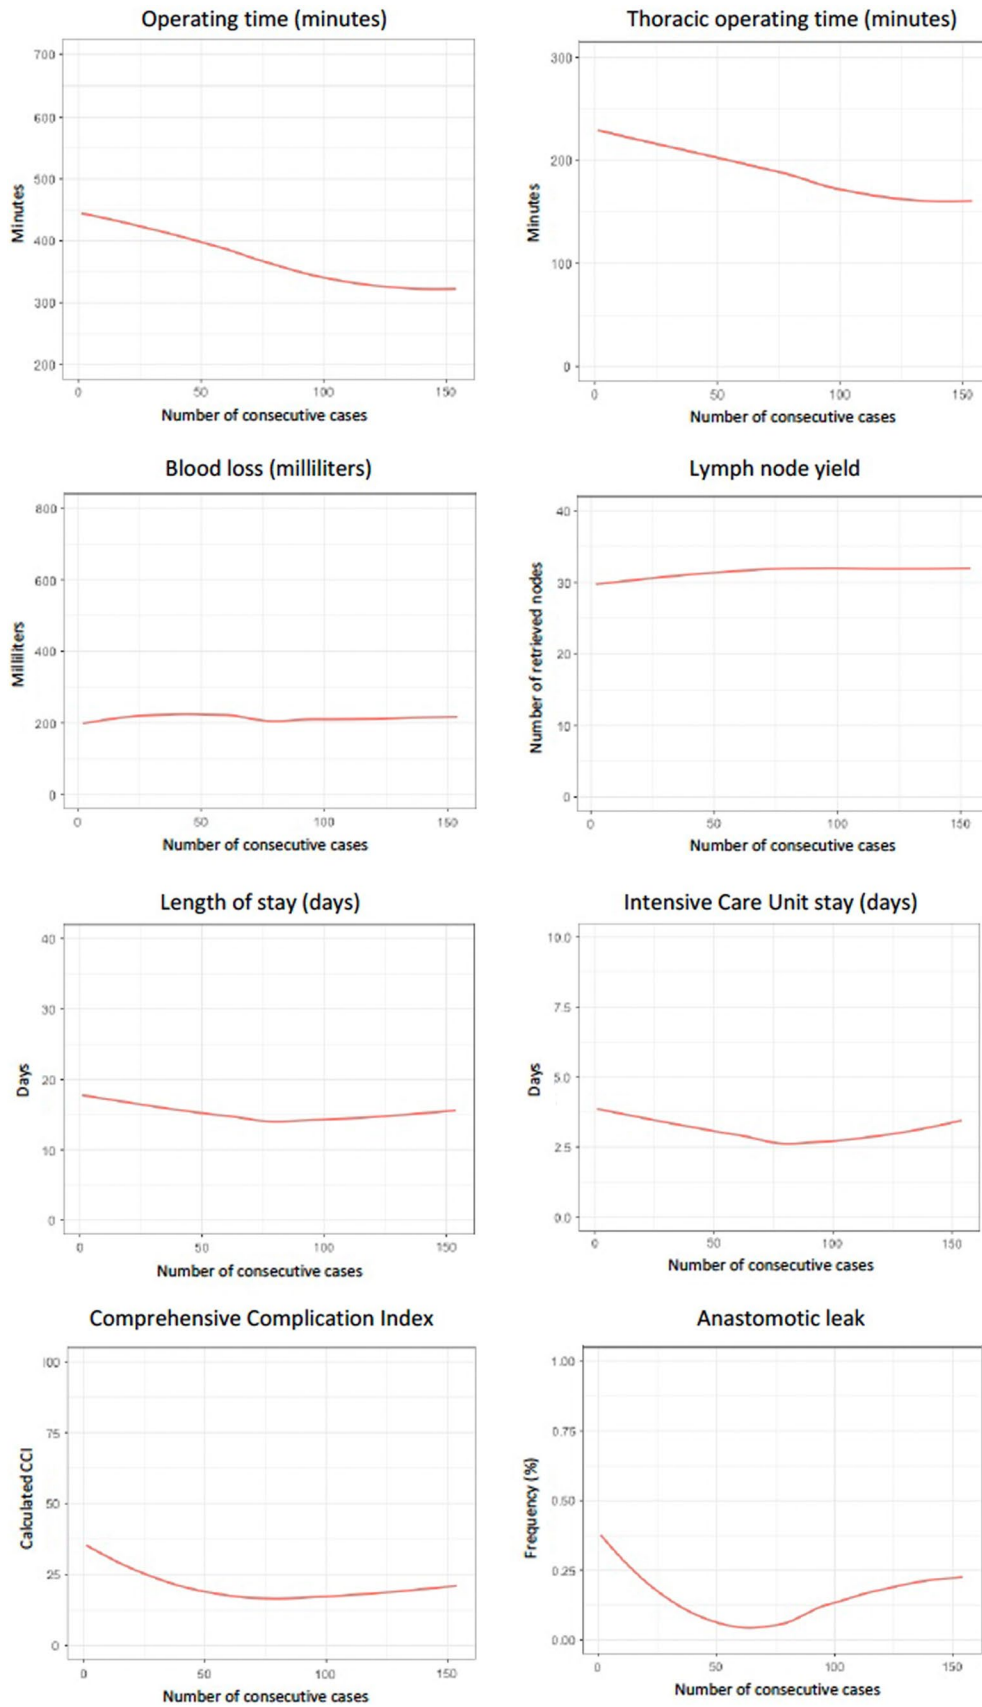 Operating time (minutes)
700
600
500
400
300
200
Minutes
0 50 100 150
Number of consecutive cases
Thoracic operating time (minutes)
300
200
100
0
Minutes
0 50 100 150
Number of consecutive cases
Blood loss (milliliters)
800
600
400
200
0
Milliliters
0 50 100 150
Number of consecutive cases
Lymph node yield
40
30
20
10
0
Number of retrieved nodes
0 50 100 150
Number of consecutive cases
Length of stay (days)
40
30
20
10
0
Days
0 50 100 150
Number of consecutive cases
Intensive Care Unit stay (days)
10.0
7.5
5.0
2.5
0.0
Days
0 50 100 150
Number of consecutive cases
Comprehensive Complication Index
100
75
50
25
0
Calculated CCI
0 50 100 150
Number of consecutive cases
Anastomotic leak
1.00
0.75
0.50
0.25
0.00
Frequency (%)
0 50 100 150
Number of consecutive cases